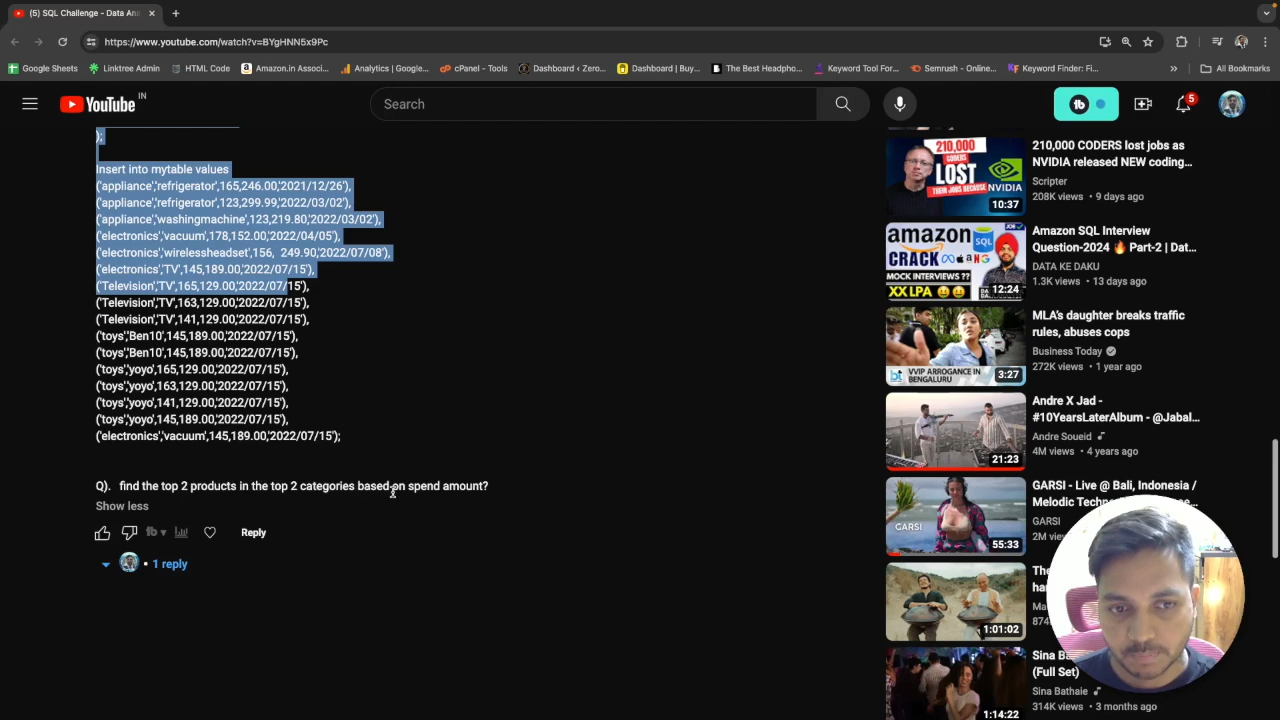 (5) SQL Challenge - Data Ana
https://www.youtube.com/watch?v=BYgHNN5x9Pc
Google Sheets
Linktree Admin
HTML Code
Amazon.in Associ...
Analytics | Google...
cPanel - Tools
Dashboard ‹ Zero...
Dashboard | Buy...
The Best Headpho...
Keyword Tool For...
Semrush - Online...
Keyword Finder: Fi...
»
All Bookmarks
YouTube IN
Search
5
);
Insert into mytable values
('appliance','refrigerator',165,246.00,'2021/12/26'),
('appliance','refrigerator',123,299.99,'2022/03/02'),
('appliance','washingmachine',123,219.80,'2022/03/02'),
('electronics','vacuum',178,152.00,'2022/04/05'),
('electronics','wirelessheadset',156, 249.90,'2022/07/08'),
('electronics','TV',145,189.00,'2022/07/15'),
('Television','TV',165,129.00,'2022/07/15'),
('Television','TV',163,129.00,'2022/07/15'),
('Television','TV',141,129.00,'2022/07/15'),
('toys','Ben10',145,189.00,'2022/07/15'),
('toys','Ben10',145,189.00,'2022/07/15'),
('toys','yoyo',165,129.00,'2022/07/15'),
('toys','yoyo',163,129.00,'2022/07/15'),
('toys','yoyo',141,129.00,'2022/07/15'),
('toys','yoyo',145,189.00,'2022/07/15'),
('electronics','vacuum',145,189.00,'2022/07/15');
Q). find the top 2 products in the top 2 categories based on spend amount?
Show less
Reply
1 reply
210,000
CODERS
LOST
THEIR JOBS BECAUSE
NVIDIA
10:37
210,000 CODERS lost jobs as
NVIDIA released NEW coding...
Scripter
208K views • 9 days ago
amazon
SQL
CRACK
MOCK INTERVIEWS ??
XX LPA
12:24
Amazon SQL Interview
Question-2024 🔥 Part-2 | Dat...
DATA KE DAKU
1.3K views • 13 days ago
VVIP ARROGANCE IN
BENGALURU
3:27
MLA's daughter breaks traffic
rules, abuses cops
Business Today
272K views • 1 year ago
21:23
Andre X Jad -
#10YearsLaterAlbum - @Jabal...
Andre Soueid
4M views • 4 years ago
GARSI
55:33
GARSI - Live @ Bali, Indonesia /
Melodic Techno
GARSI
2M
1:01:02
The
ha
Ma
874
1:14:22
Sina B
(Full Set)
Sina Bathaie
314K views • 3 months ago